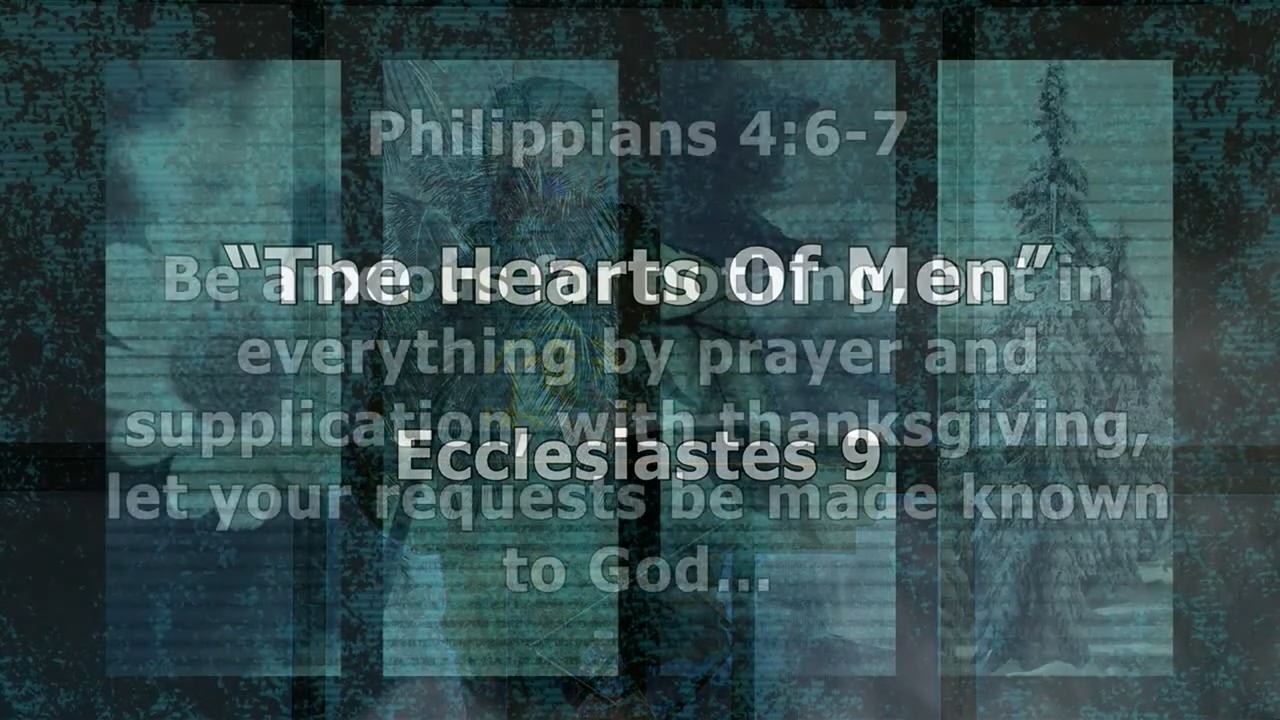 Philippians 4:6-7
“The Hearts Of Men”
Be anxious for nothing, but in
everything by prayer and
supplication, with thanksgiving,
Ecclesiastes 9
let your requests be made known
to God...